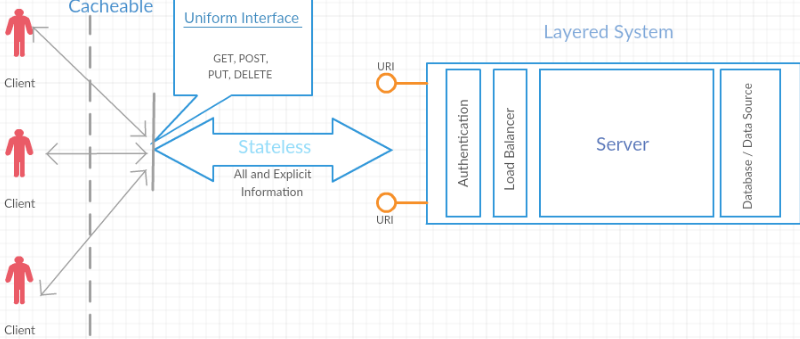 Cacheable
Uniform Interface
GET, POST,
PUT, DELETE
Client
Client
Client
Stateless
All and Explicit
Information
Layered System
URI
URI
Authentication
Load Balancer
Server
Database / Data Source